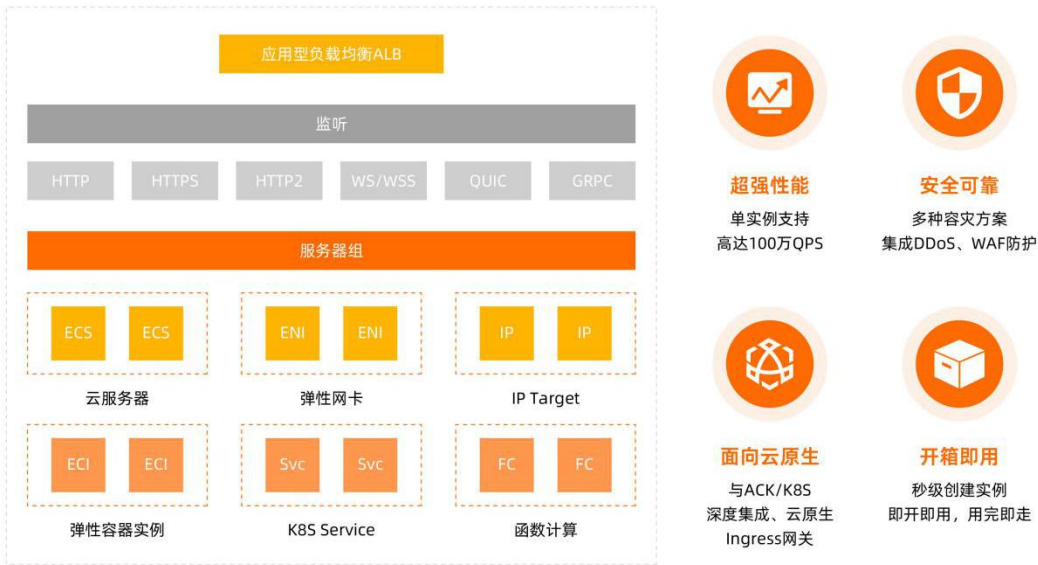 应用型负载均衡ALB
监听
HTTP HTTPS HTTP2 WS/WSS QUIC GRPC
服务器组
ECS ECS ENI ENI IP IP
云服务器 弹性网卡 IP Target
ECI ECI Svc Svc FC FC
弹性容器实例 K8S Service 函数计算
超强性能
单实例支持
高达100万QPS
安全可靠
多种容灾方案
集成DDoS、WAF防护
面向云原生
与ACK/K8S
深度集成、云原生
Ingress网关
开箱即用
秒级创建实例
即开即用，用完即走